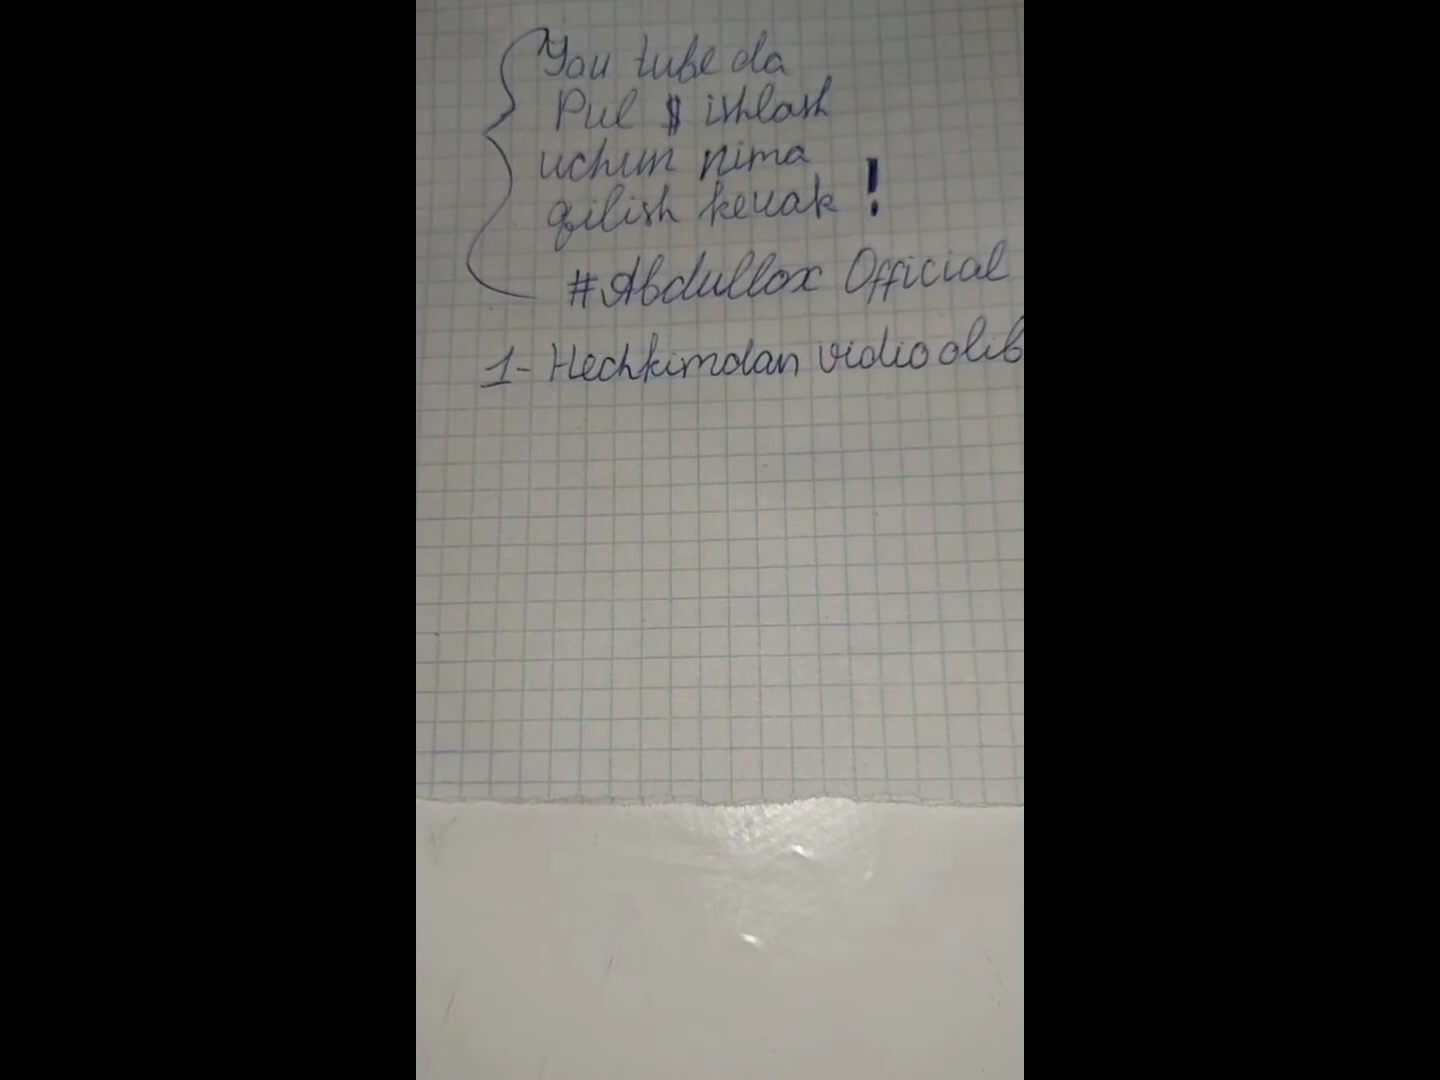 You tube da
Pul $ ishlash
uchun nima
qilish kerak !
#Abdullox Official
1- Hechkimdan vidio olib